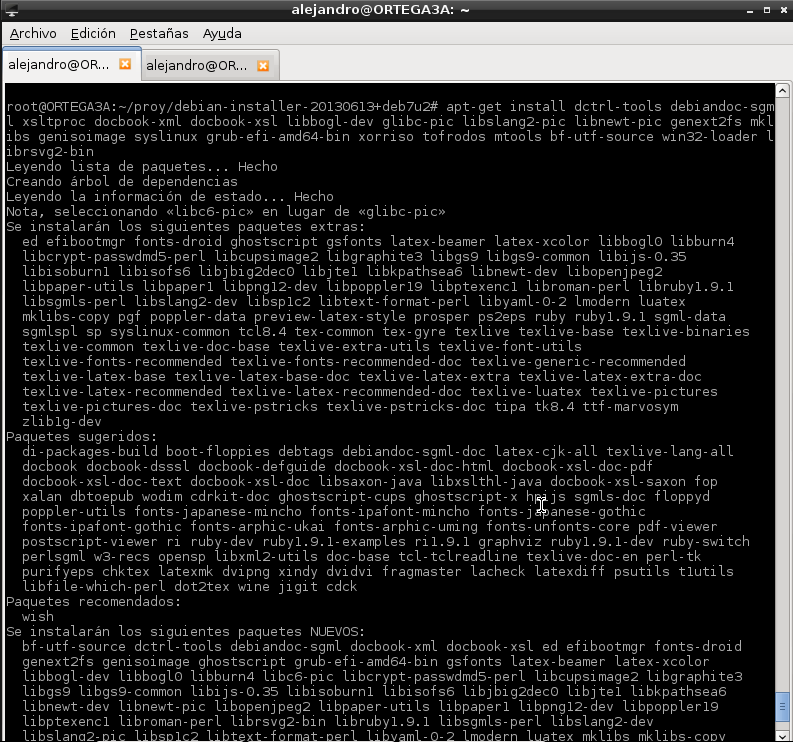 alejandro@ORTEGA3A: ~
Archivo Edición Pestañas Ayuda
alejandro@OR... alejandro@OR...
root@ORTEGA3A:~/proy/debian-installer-20130613+deb7u2# apt-get install dctrl-tools debiandoc-sgm
l xsltproc docbook-xml docbook-xsl libbogl-dev glibc-pic libslang2-pic libnewt-pic genext2fs mkl
ibs genisoimage syslinux grub-efi-amd64-bin xorriso tofrodos mtools bf-utf-source win32-loader l
ibrsvg2-bin
Leyendo lista de paquetes... Hecho
Creando árbol de dependencias
Leyendo la información de estado... Hecho
Nota, seleccionando «libc6-pic» en lugar de «glibc-pic»
Se instalarán los siguientes paquetes extras:
ed efibootmgr fonts-droid ghostscript gsfonts latex-beamer latex-xcolor libbogl0 libburn4
libcrypt-passwdmd5-perl libcupsimage2 libgraphite3 libgs9 libgs9-common libijs-0.35
libisoburn1 libisofs6 libjbig2dec0 libjte1 libkpathsea6 libnewt-dev libopenjpeg2
libpaper-utils libpaper1 libpng12-dev libpoppler19 libptexenc1 libroman-perl libruby1.9.1
libsgmls-perl libslang2-dev libsp1c2 libtext-format-perl libyaml-0-2 lmodern luatex
mklibs-copy pgf poppler-data preview-latex-style prosper ps2eps ruby ruby1.9.1 sgml-data
sgmlspl sp syslinux-common tcl8.4 tex-common tex-gyre texlive texlive-base texlive-binaries
texlive-common texlive-doc-base texlive-extra-utils texlive-font-utils
texlive-fonts-recommended texlive-fonts-recommended-doc texlive-generic-recommended
texlive-latex-base texlive-latex-base-doc texlive-latex-extra texlive-latex-extra-doc
texlive-latex-recommended texlive-latex-recommended-doc texlive-luatex texlive-pictures
texlive-pictures-doc texlive-pstricks texlive-pstricks-doc tipa tk8.4 ttf-marvosym
zlib1g-dev
Paquetes sugeridos:
di-packages-build boot-floppies debtags debiandoc-sgml-doc latex-cjk-all texlive-lang-all
docbook docbook-dsssl docbook-defguide docbook-xsl-doc-html docbook-xsl-doc-pdf
docbook-xsl-doc-text docbook-xsl-doc libsaxon-java libxslthl-java docbook-xsl-saxon fop
xalan dbtoepub wodim cdrkit-doc ghostscript-cups ghostscript-x sgmls-doc floppyd
poppler-utils fonts-japanese-mincho fonts-ipafont-mincho fonts-japanese-gothic
fonts-ipafont-gothic fonts-arphic-ukai fonts-arphic-uming fonts-unfonts-core pdf-viewer
postscript-viewer ri ruby-dev ruby1.9.1-examples ri1.9.1 graphviz ruby1.9.1-dev ruby-switch
perlsgml w3-recs opensp libxml2-utils doc-base tcl-tclreadline texlive-doc-en perl-tk
purifyeps chktex latexmk dvipng xindy dvidvi fragmaster lacheck latexdiff psutils t1utils
libfile-which-perl dot2tex wine jigit cdck
Paquetes recomendados:
wish
Se instalarán los siguientes paquetes NUEVOS:
bf-utf-source dctrl-tools debiandoc-sgml docbook-xml docbook-xsl ed efibootmgr fonts-droid
genext2fs genisoimage ghostscript grub-efi-amd64-bin gsfonts latex-beamer latex-xcolor
libbogl-dev libbogl0 libburn4 libc6-pic libcrypt-passwdmd5-perl libcupsimage2 libgraphite3
libgs9 libgs9-common libijs-0.35 libisoburn1 libisofs6 libjbig2dec0 libjte1 libkpathsea6
libnewt-dev libnewt-pic libopenjpeg2 libpaper-utils libpaper1 libpng12-dev libpoppler19
libptexenc1 libroman-perl librsvg2-bin libruby1.9.1 libsgmls-perl libslang2-dev
libslang2-pic libsp1c2 libtext-format-perl libyaml-0-2 lmodern luatex mklibs mklibs-copy